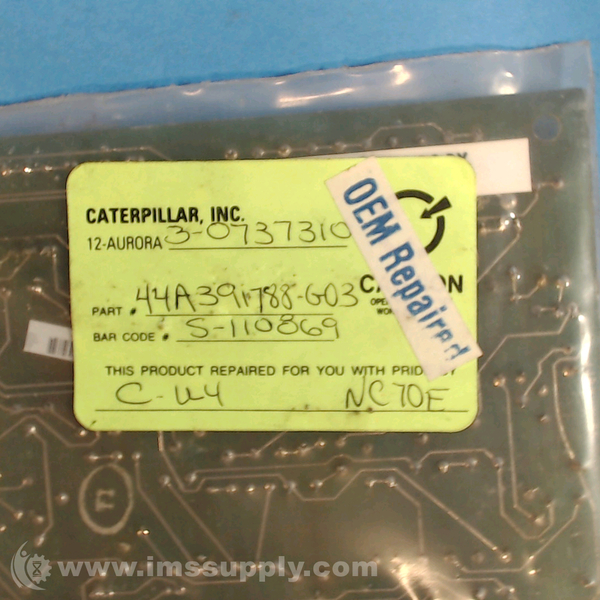 CATERPILLAR, INC.
12-AURORA 3-0737310
PART # 44A391788-G03
BAR CODE # S-110869
THIS PRODUCT REPAIRED FOR YOU WITH PRIDE BY
C-U4 NC70E
OEM Repaired
www.imssupply.com